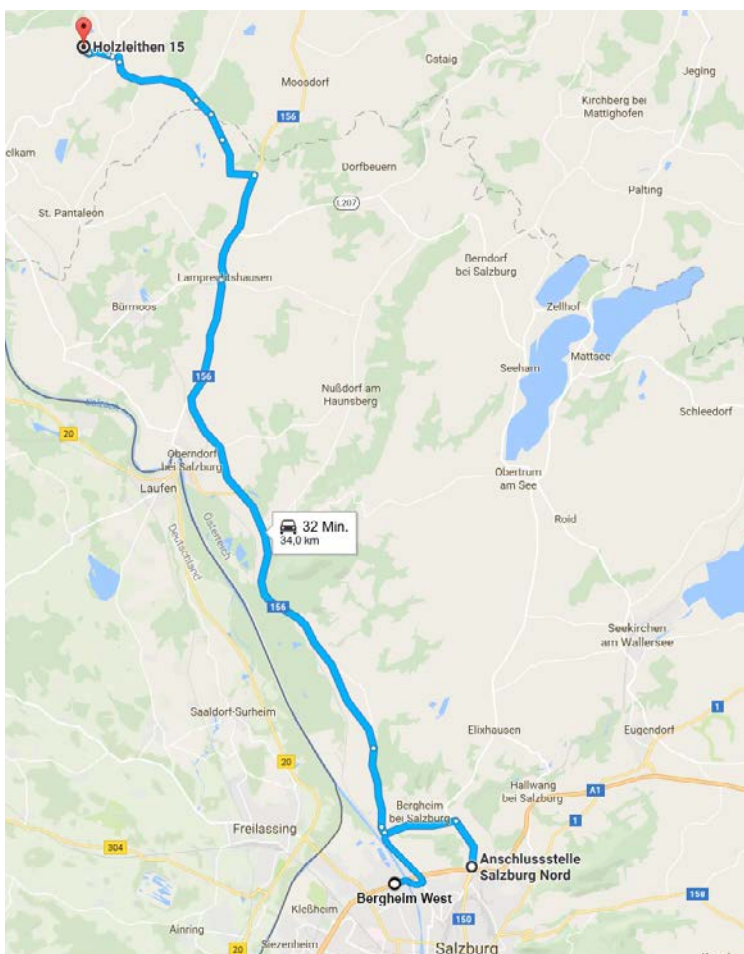 Holzleithen 15
Gstaig
Moosdorf
Jeging
Kirchberg bei
Mattighofen
156
elkam
Dorfbeuern
Palting
L207
St. Pantaleon
Berndorf
bei Salzburg
Lamprechtshausen
Zellhof
Bürmoos
Mattsee
Seeham
156
Nußdorf am
Haunsberg
Schleedorf
Salzach
20
Oberndorf
bei Salzburg
Laufen
Obertrum
am See
Österreich
Deutschland
32 Min.
34,0 km
Roid
156
Seekirchen
am Wallersee
Saaldorf-Surheim
1
20
Elixhausen
Eugendorf
Hallwang
bei Salzburg
A1
Bergheim
bei Salzburg
1
Freilassing
304
Anschlussstelle
Salzburg Nord
Bergheim West
158
Kleßheim
150
Ainring
20
Siezenheim
Salzburg